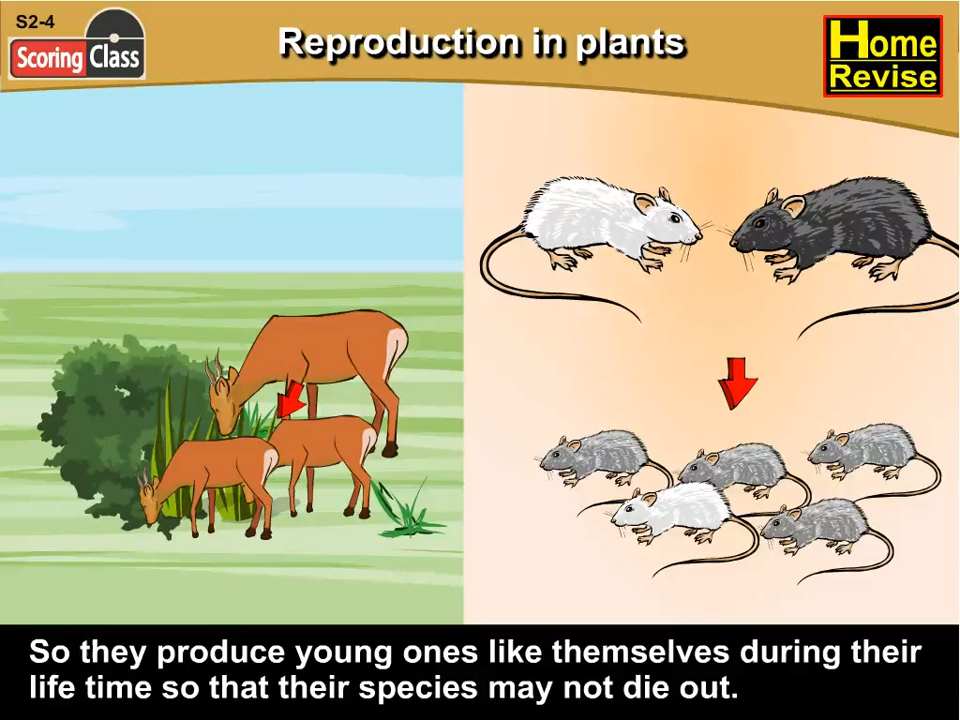 S2-4
Scoring Class
Reproduction in plants
Home
Revise
So they produce young ones like themselves during their
life time so that their species may not die out.